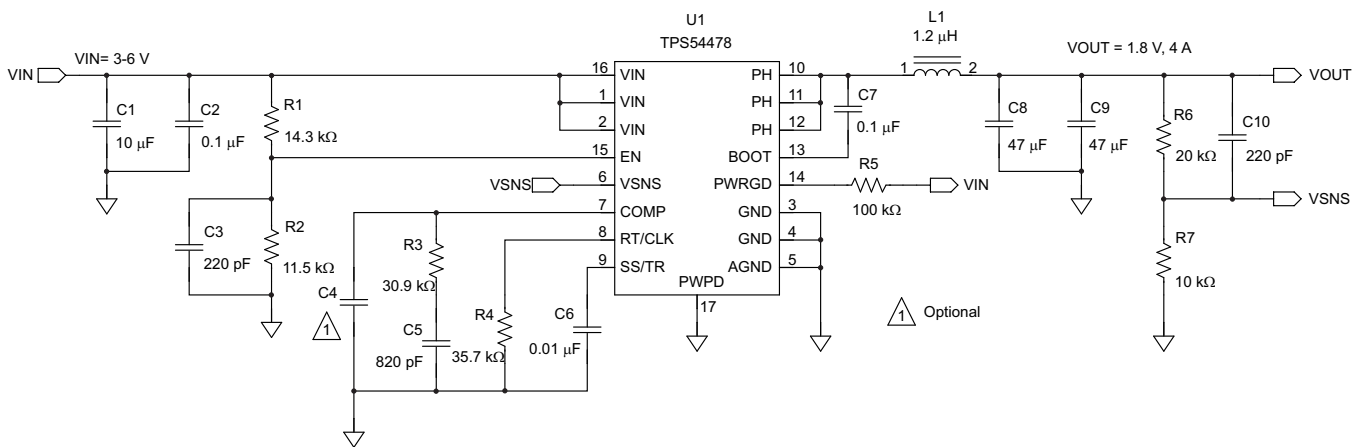 U1
TPS54478
L1
1.2 μH
VIN= 3-6 V
VOUT = 1.8 V, 4 A
VIN
16 VIN
PH 10
1 2
VOUT
C1
10 μF
C2
0.1 μF
R1
14.3 kΩ
1 VIN
PH 11
2 VIN
PH 12
C7
0.1 μF
C8
47 μF
C9
47 μF
R6
20 kΩ
C10
220 pF
15 EN
BOOT 13
VSNS
6 VSNS
PWRGD 14
R5
100 kΩ
VIN
VSNS
7 COMP
GND 3
8 RT/CLK
GND 4
9 SS/TR
AGND 5
C3
220 pF
R2
11.5 kΩ
R3
30.9 kΩ
R7
10 kΩ
PWPD
17
C4
1
C5
820 pF
R4
35.7 kΩ
C6
0.01 μF
1 Optional